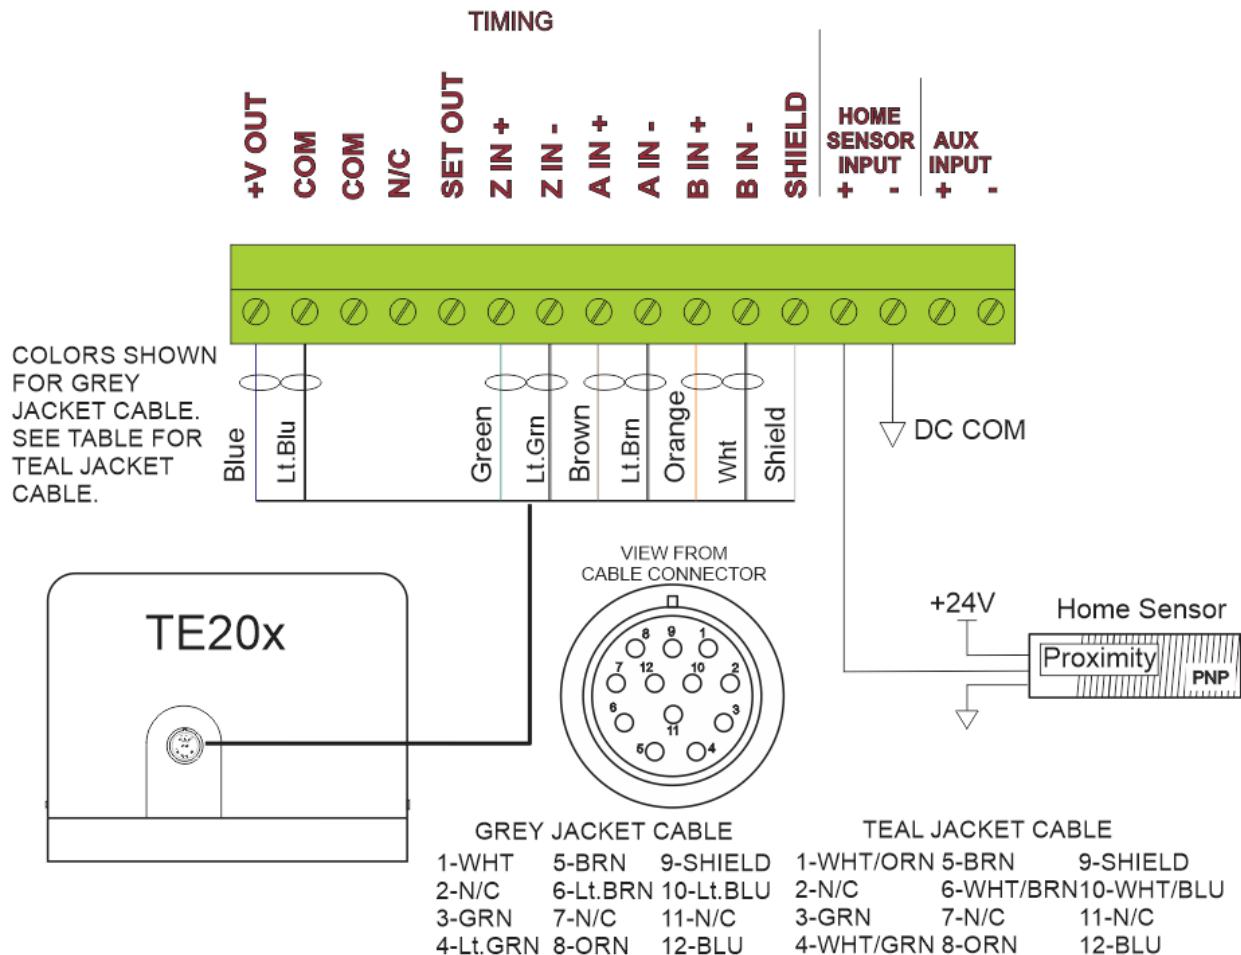 TIMING
+V OUT
COM
COM
N/C
SET OUT
Z IN +
Z IN -
A IN +
A IN -
B IN +
B IN -
SHIELD
HOME
SENSOR
INPUT
+ -
AUX
INPUT
+ -
COLORS SHOWN
FOR GREY
JACKET CABLE.
SEE TABLE FOR
TEAL JACKET
CABLE.
Blue
Lt.Blu
Green
Lt.Grn
Brown
Lt.Brn
Orange
Wht
Shield
DC COM
VIEW FROM
CABLE CONNECTOR
8 9 1
7 12 10 2
6 11 3
5 4
TE20x
+24V
Home Sensor
Proximity
PNP
GREY JACKET CABLE
1-WHT 5-BRN 9-SHIELD
2-N/C 6-Lt.BRN 10-Lt.BLU
3-GRN 7-N/C 11-N/C
4-Lt.GRN 8-ORN 12-BLU
TEAL JACKET CABLE
1-WHT/ORN 5-BRN 9-SHIELD
2-N/C 6-WHT/BRN 10-WHT/BLU
3-GRN 7-N/C 11-N/C
4-WHT/GRN 8-ORN 12-BLU